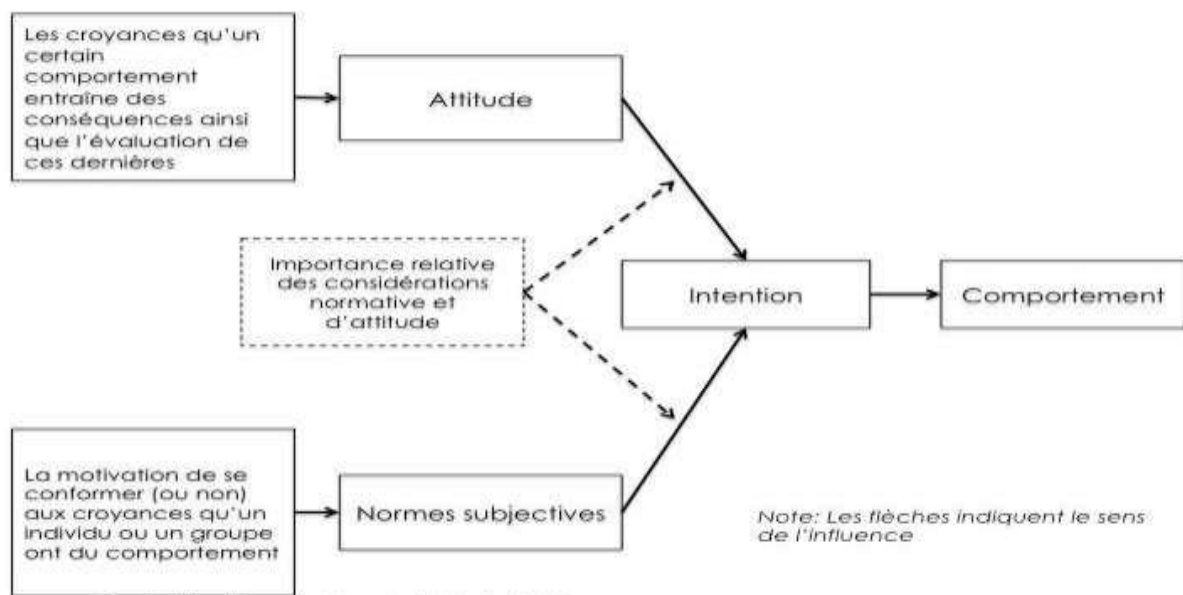 Les croyances qu'un
certain
comportement
entraîne des
conséquences ainsi
que l'évaluation de
ces dernières
Attitude
Importance relative
des considérations
normative et
d'attitude
Intention
Comportement
La motivation de se
conformer (ou non)
aux croyances qu'un
individu ou un groupe
ont du comportement
Normes subjectives
Note: Les flèches indiquent le sens
de l'influence